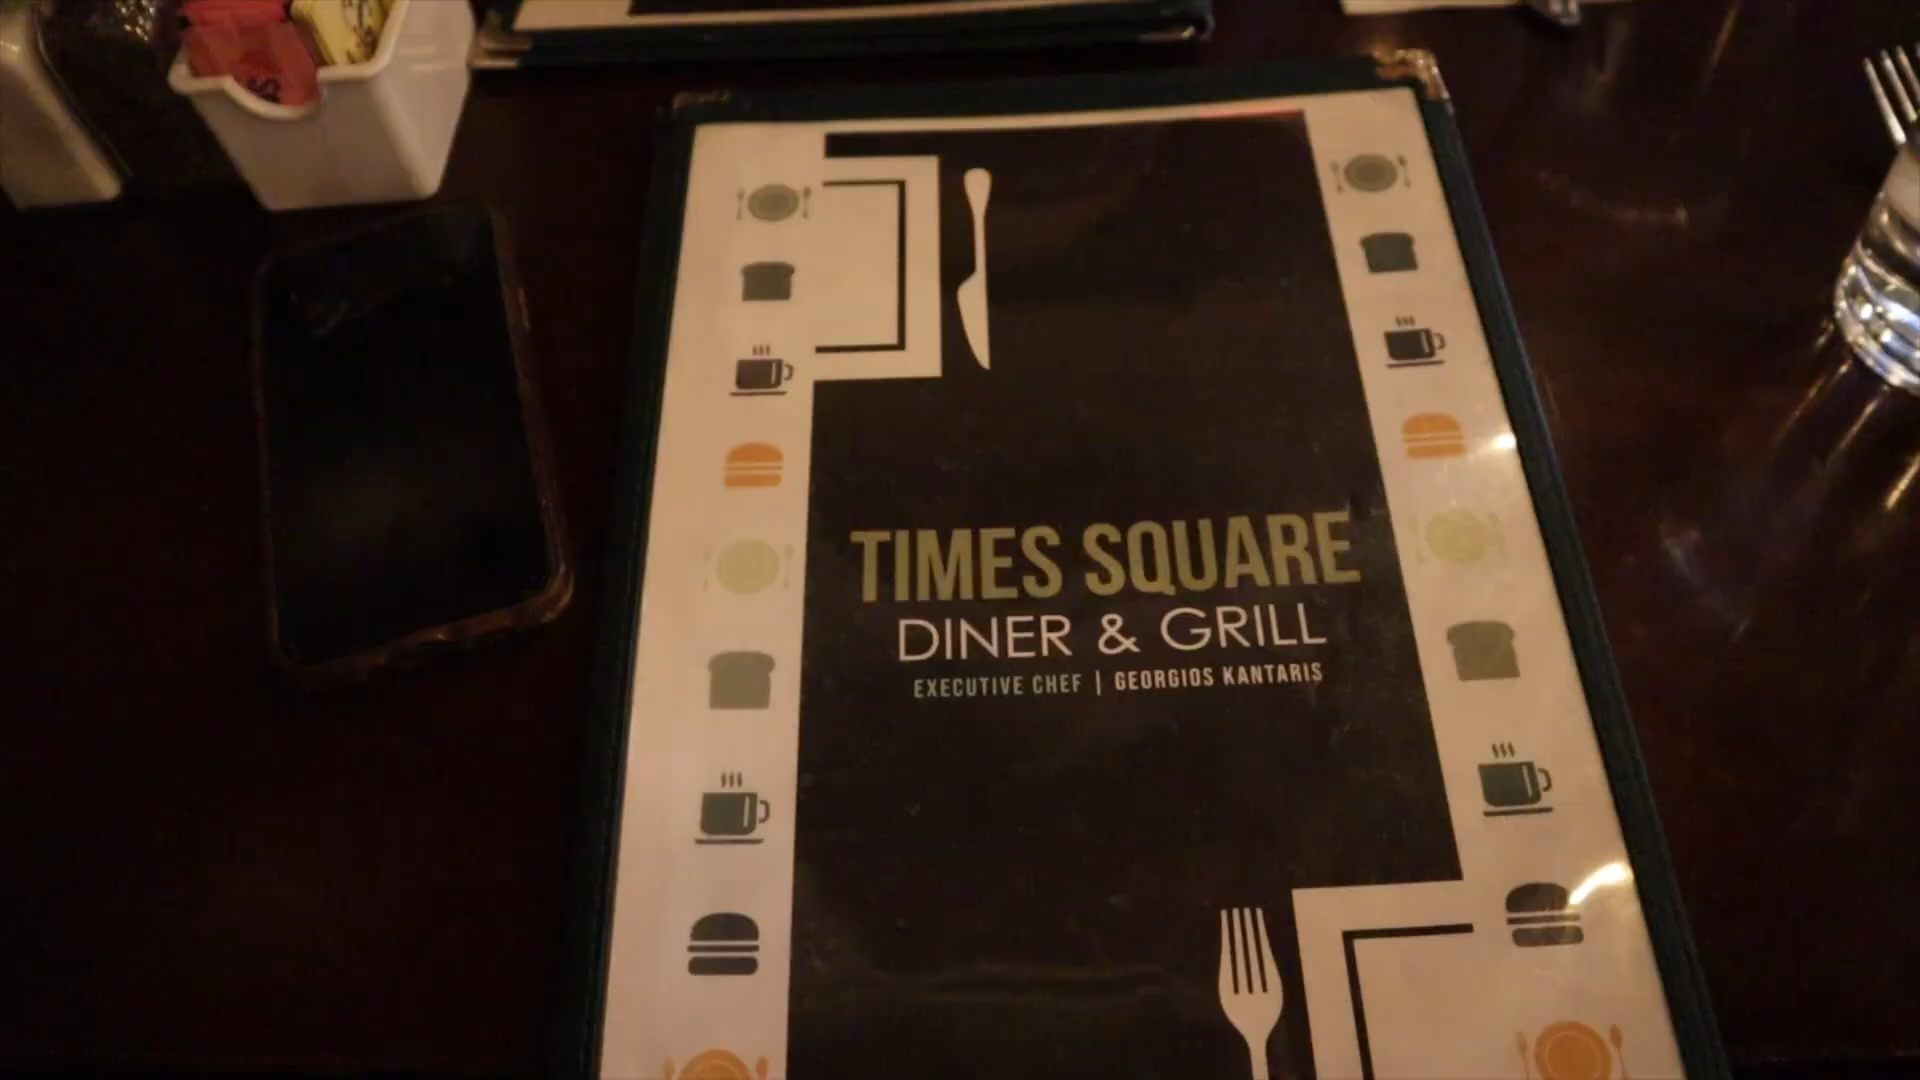 TIMES SQUARE
DINER & GRILL
EXECUTIVE CHEF | GEORGIOS KANTARIS